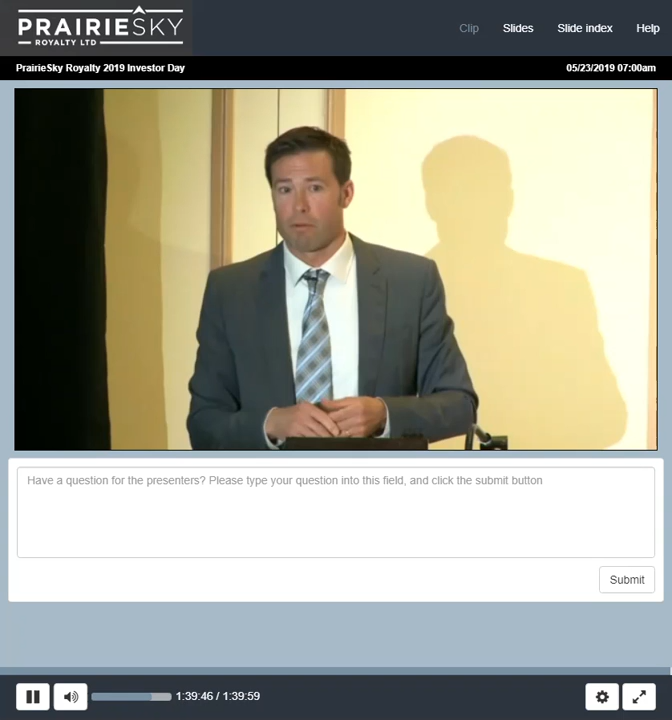 PRAIRIESKY
ROYALTY LTD
Clip Slides Slide index Help
PrairieSky Royalty 2019 Investor Day 05/23/2019 07:00am
Have a question for the presenters? Please type your question into this field, and click the submit button
Submit
1:39:46 / 1:39:59